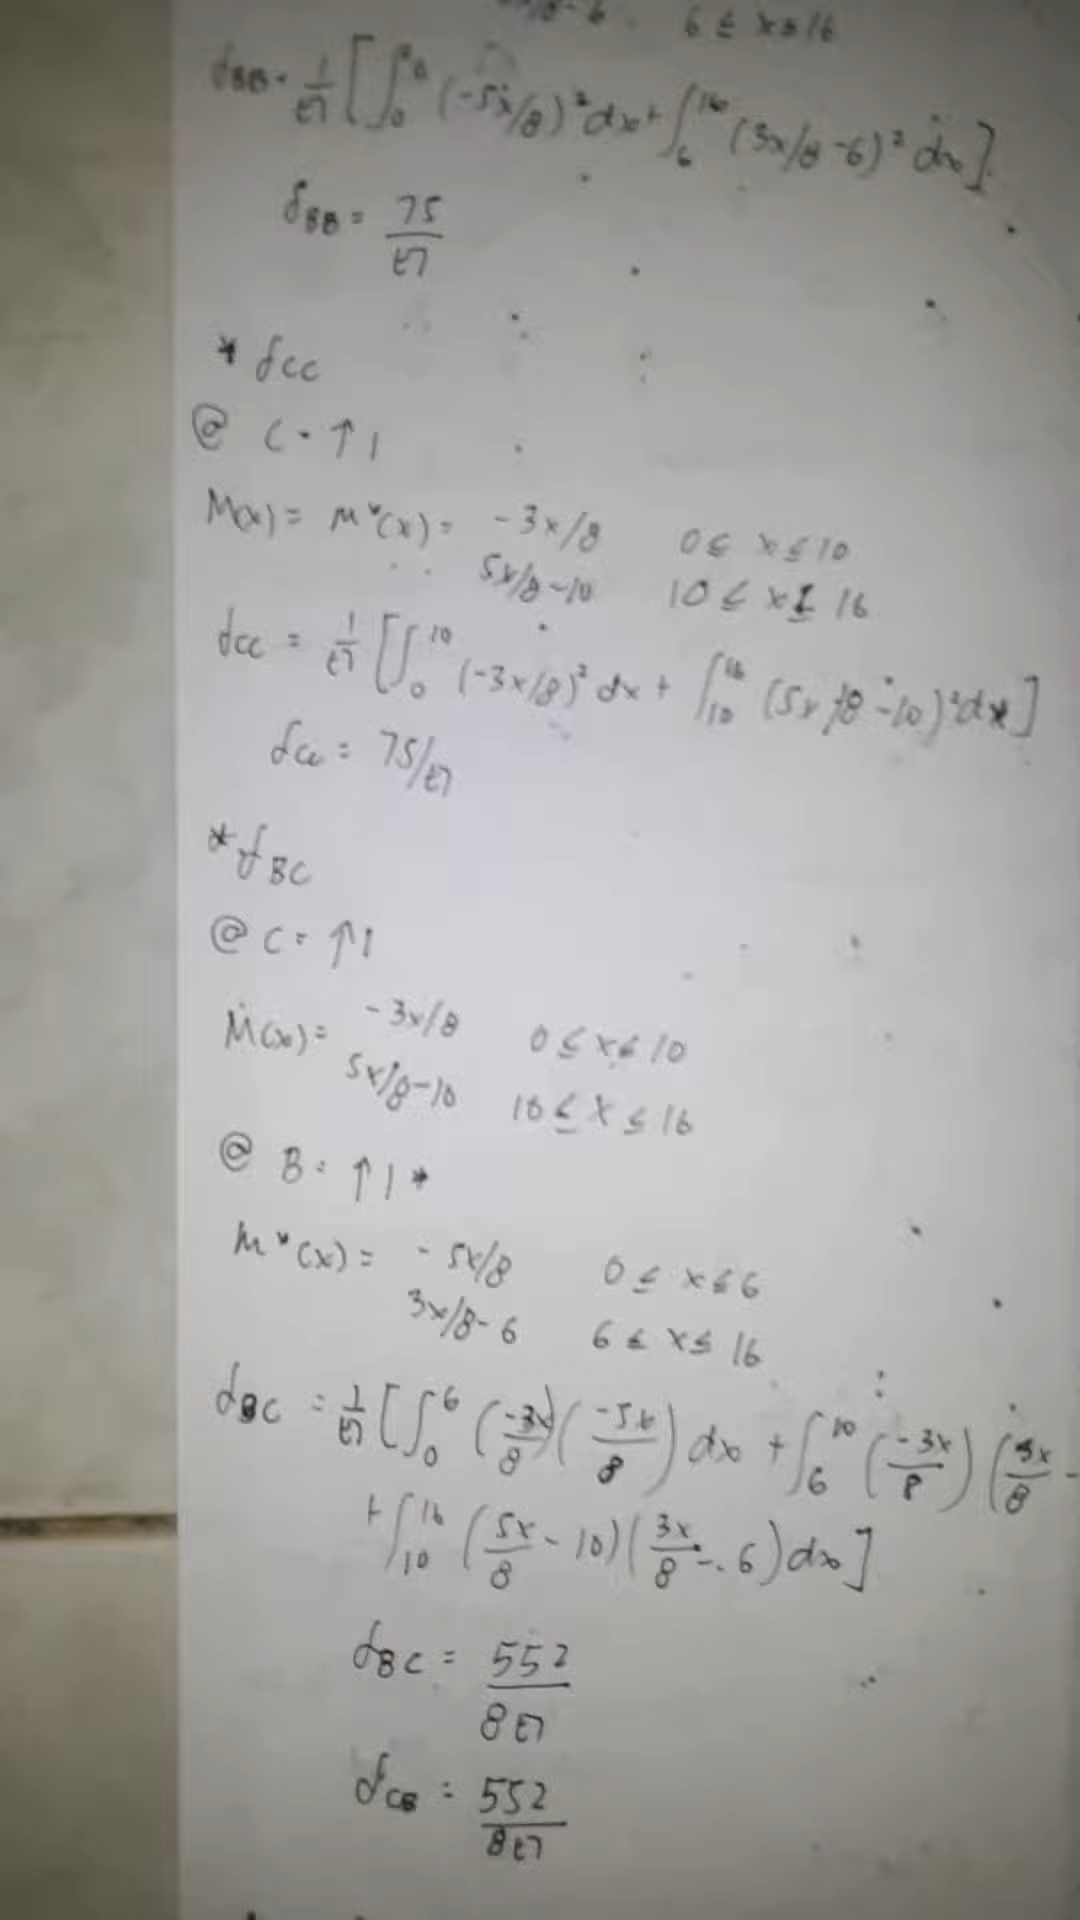 6 ≤ x ≤ 16
δBB = 1/EI [∫₀⁶ (-5x/8)² dx + ∫₆¹⁶ (3x/8 - 6)² dx]
δBB = 75/EI
* δCC
@ C = ↑1
M(x) = M*(x) = -3x/8 0 ≤ x ≤ 10
5x/8 - 10 10 ≤ x ≤ 16
δCC = 1/EI [∫₀¹⁰ (-3x/8)² dx + ∫₁₀¹⁶ (5x/8 - 10)² dx]
δCC = 75/EI
* δBC
@ C = ↑1
M(x) = -3x/8 0 ≤ x ≤ 10
5x/8 - 10 10 ≤ x ≤ 16
@ B = ↑1 *
M*(x) = -5x/8 0 ≤ x ≤ 6
3x/8 - 6 6 ≤ x ≤ 16
δBC = 1/EI [∫₀⁶ (-3x/8)(-5x/8) dx + ∫₆¹⁰ (-3x/8)(3x/8 -
+ ∫₁₀¹⁶ (5x/8 - 10)(3x/8 - 6) dx]
δBC = 552/8EI
δCB = 552/8EI